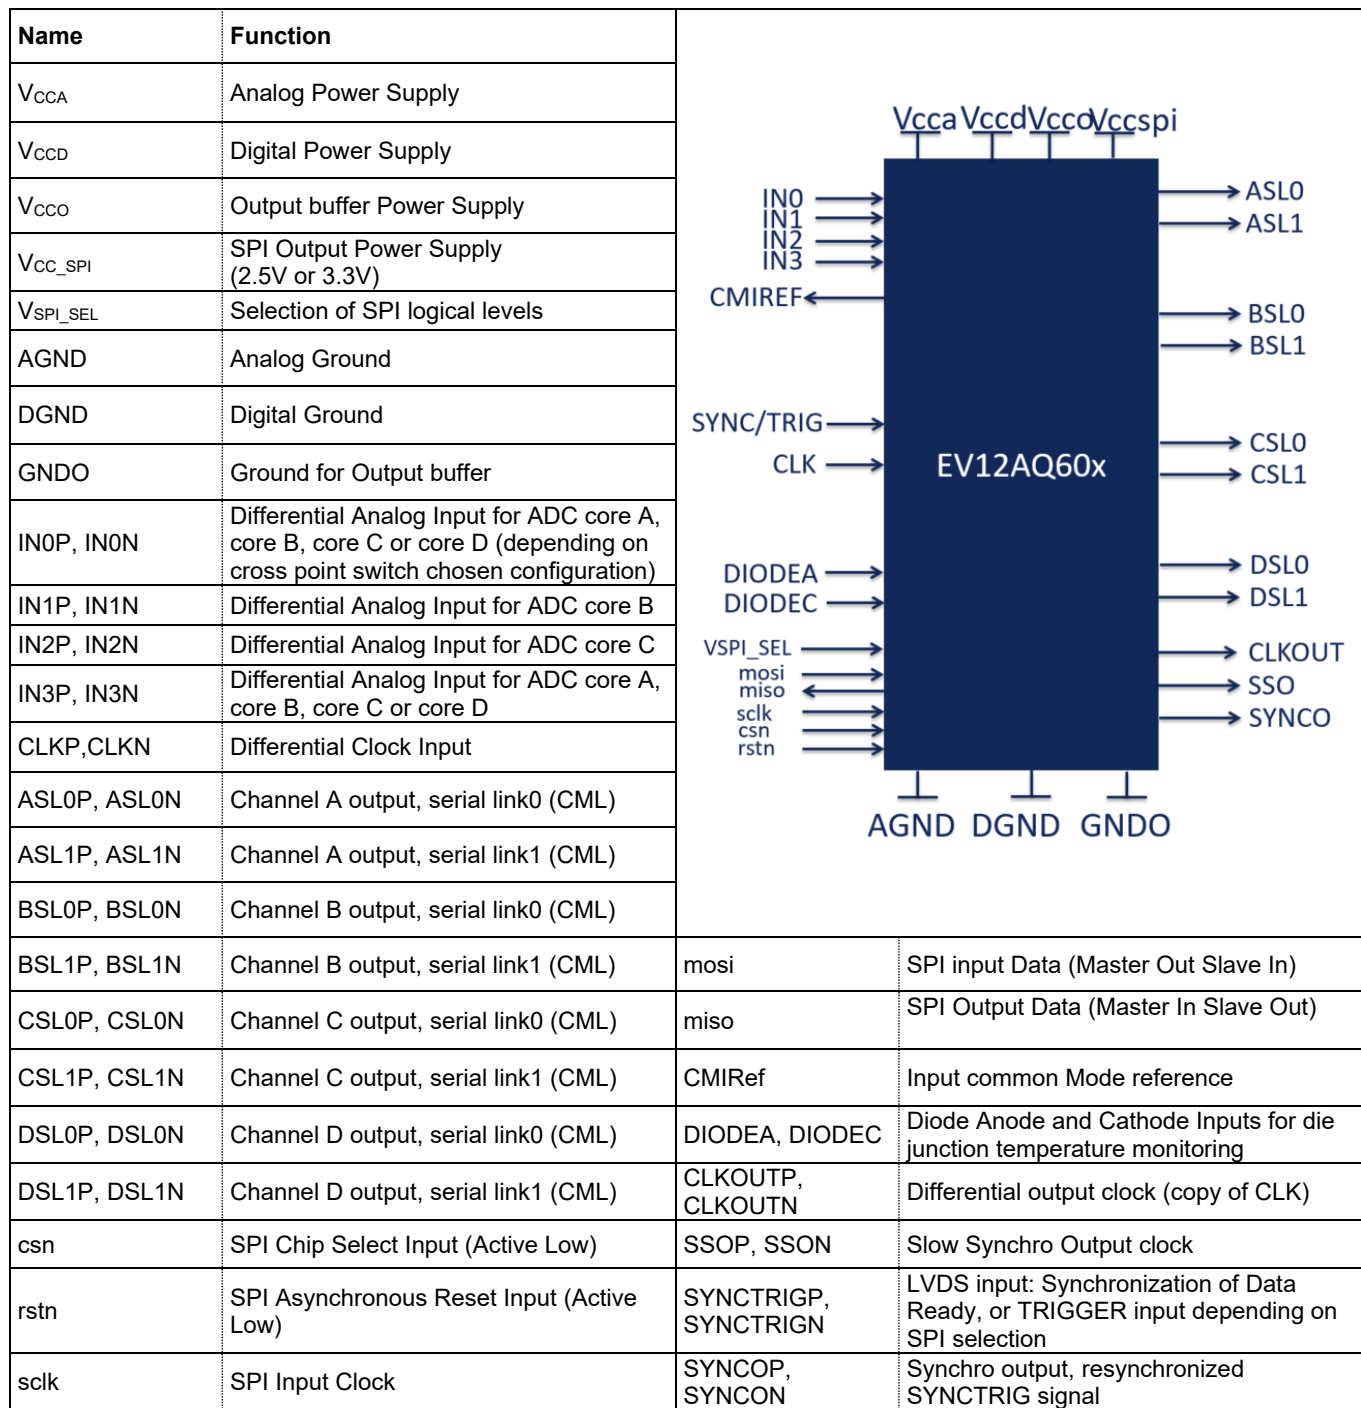 Name Function
VCCA Analog Power Supply
VCCD Digital Power Supply
VCCO Output buffer Power Supply
VCC_SPI SPI Output Power Supply
(2.5V or 3.3V)
VSPI_SEL Selection of SPI logical levels
AGND Analog Ground
DGND Digital Ground
GNDO Ground for Output buffer
IN0P, IN0N Differential Analog Input for ADC core A,
core B, core C or core D (depending on
cross point switch chosen configuration)
IN1P, IN1N Differential Analog Input for ADC core B
IN2P, IN2N Differential Analog Input for ADC core C
IN3P, IN3N Differential Analog Input for ADC core A,
core B, core C or core D
CLKP,CLKN Differential Clock Input
ASL0P, ASL0N Channel A output, serial link0 (CML)
ASL1P, ASL1N Channel A output, serial link1 (CML)
BSL0P, BSL0N Channel B output, serial link0 (CML)
Vcca Vccd Vcco Vccspi
IN0
IN1
IN2
IN3
CMIREF
SYNC/TRIG
CLK
DIODEA
DIODEC
VSPI_SEL
mosi
miso
sclk
csn
rstn
EV12AQ60x
ASL0
ASL1
BSL0
BSL1
CSL0
CSL1
DSL0
DSL1
CLKOUT
SSO
SYNCO
AGND DGND GNDO
BSL1P, BSL1N Channel B output, serial link1 (CML) mosi SPI input Data (Master Out Slave In)
CSL0P, CSL0N Channel C output, serial link0 (CML) miso SPI Output Data (Master In Slave Out)
CSL1P, CSL1N Channel C output, serial link1 (CML) CMIRef Input common Mode reference
DSL0P, DSL0N Channel D output, serial link0 (CML) DIODEA, DIODEC Diode Anode and Cathode Inputs for die
junction temperature monitoring
DSL1P, DSL1N Channel D output, serial link1 (CML) CLKOUTP,
CLKOUTN Differential output clock (copy of CLK)
csn SPI Chip Select Input (Active Low) SSOP, SSON Slow Synchro Output clock
rstn SPI Asynchronous Reset Input (Active
Low) SYNCTRIGP,
SYNCTRIGN LVDS input: Synchronization of Data
Ready, or TRIGGER input depending on
SPI selection
sclk SPI Input Clock SYNCOP,
SYNCON Synchro output, resynchronized
SYNCTRIG signal